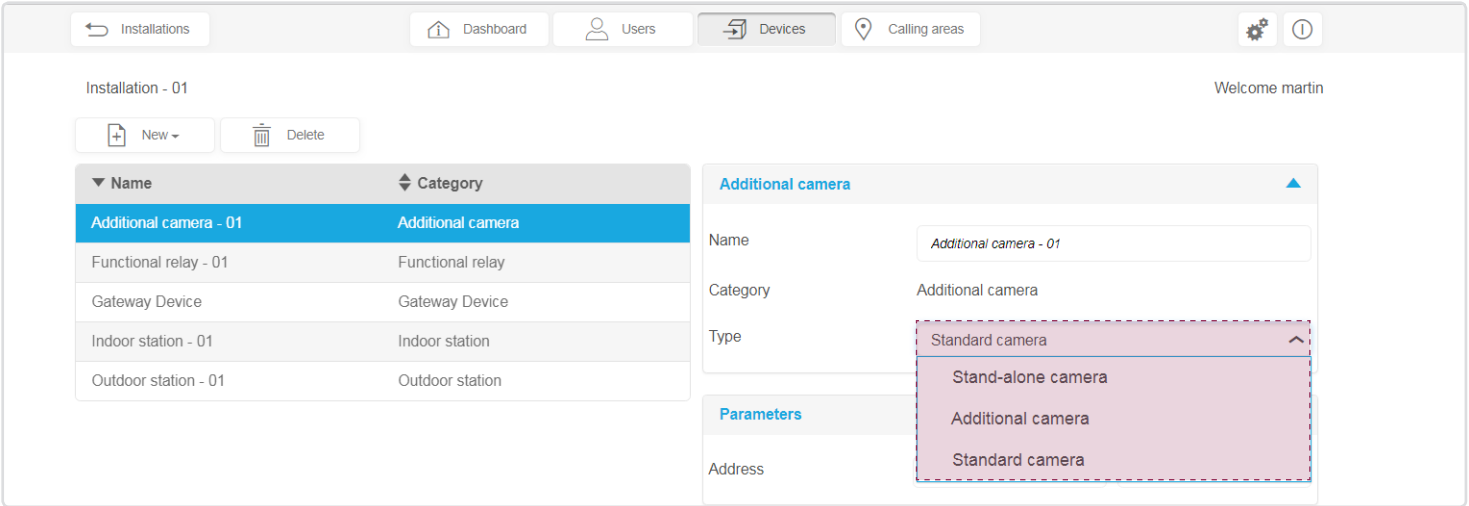 Installations Dashboard Users Devices Calling areas
Installation - 01 Welcome martin
New Delete
Name Category
Additional camera - 01 Additional camera
Functional relay - 01 Functional relay
Gateway Device Gateway Device
Indoor station - 01 Indoor station
Outdoor station - 01 Outdoor station
Additional camera
Name Additional camera - 01
Category Additional camera
Type Standard camera
Stand-alone camera
Additional camera
Standard camera
Parameters
Address